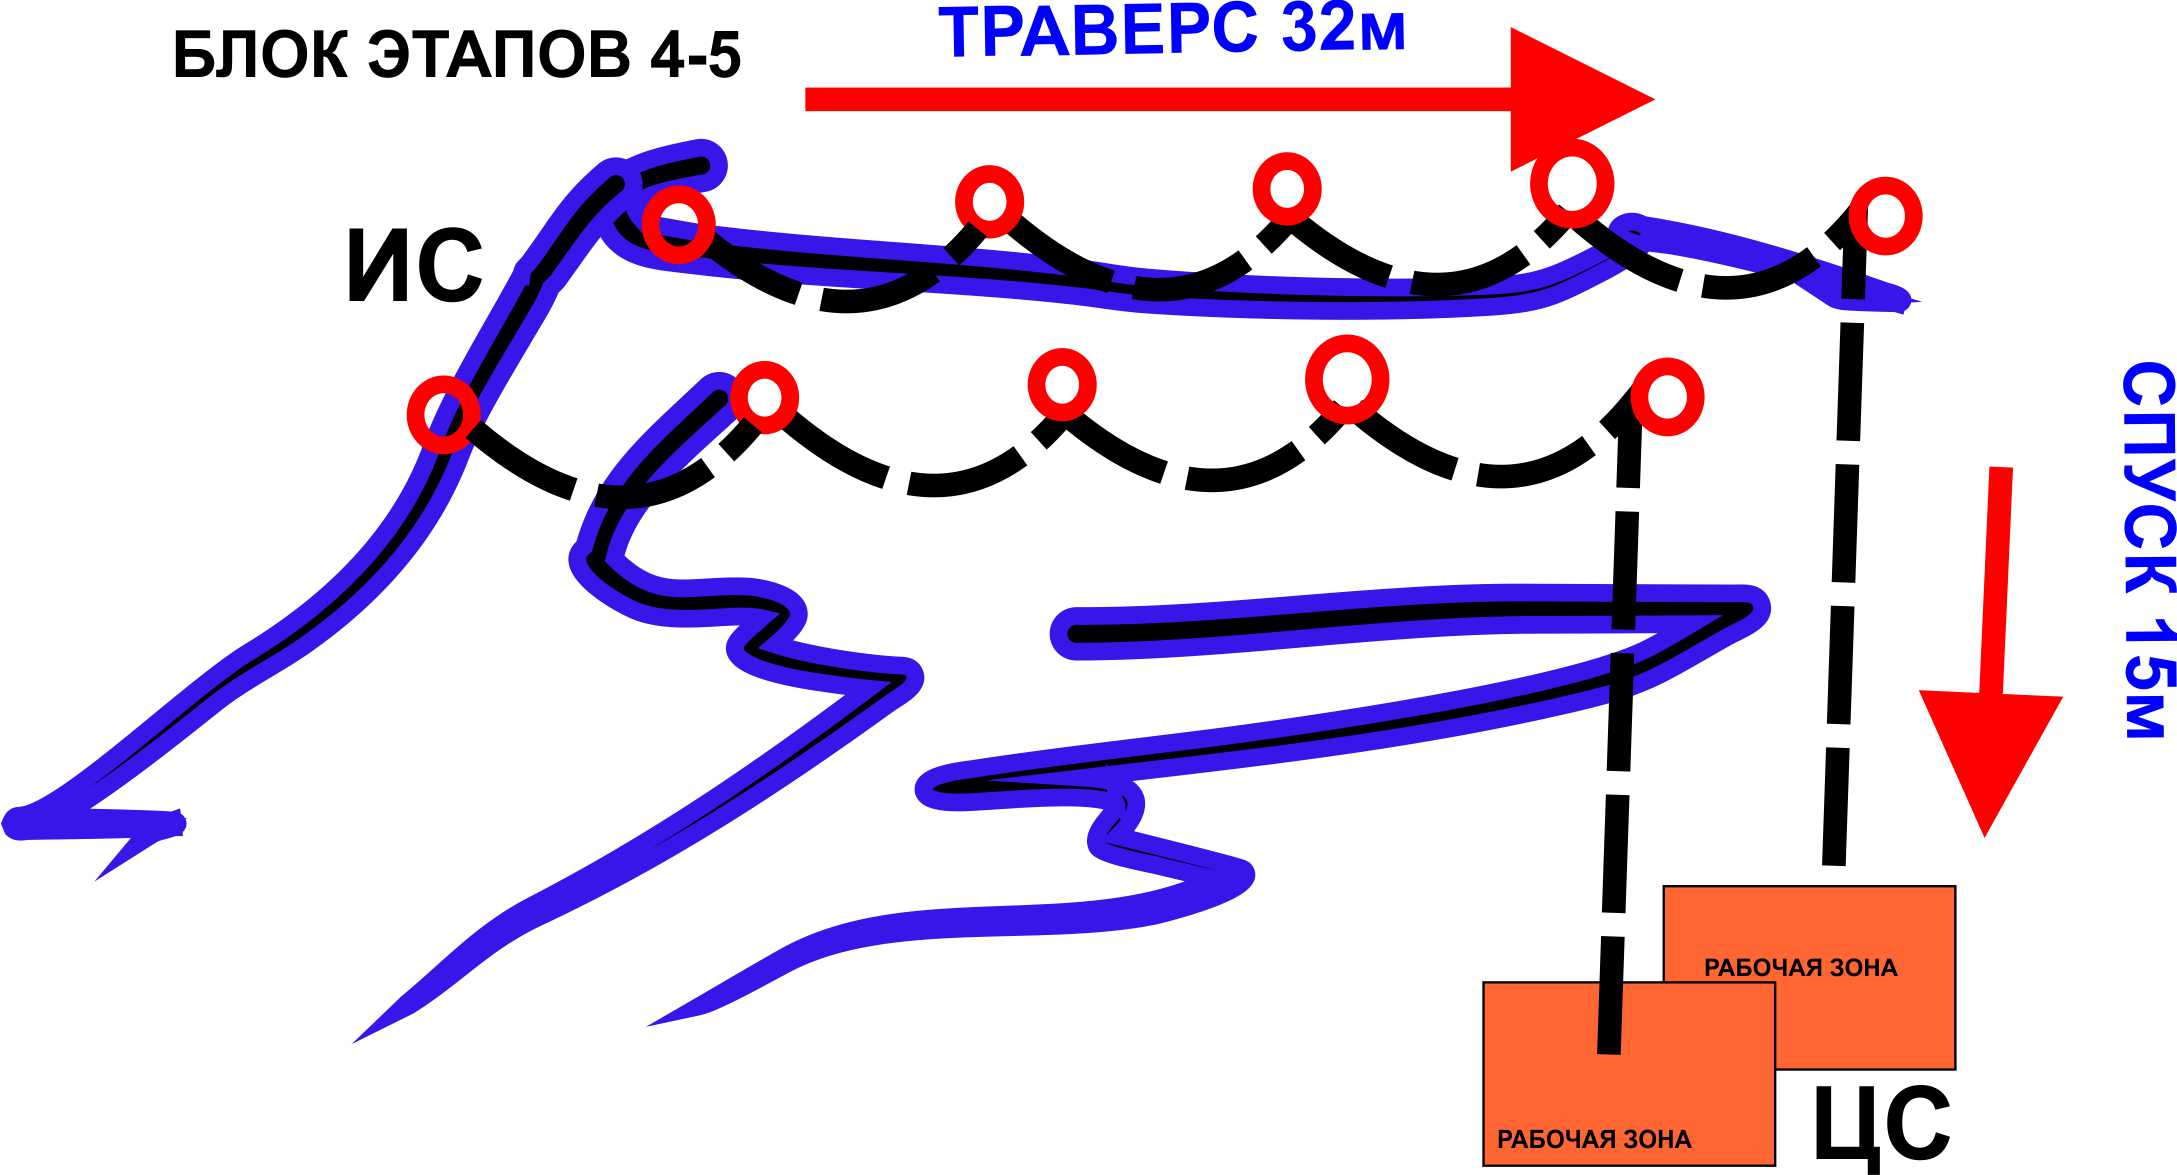 БЛОК ЭТАПОВ 4-5
ТРАВЕРС 32м
ИС
СПУСК 15м
РАБОЧАЯ ЗОНА
РАБОЧАЯ ЗОНА
ЦС